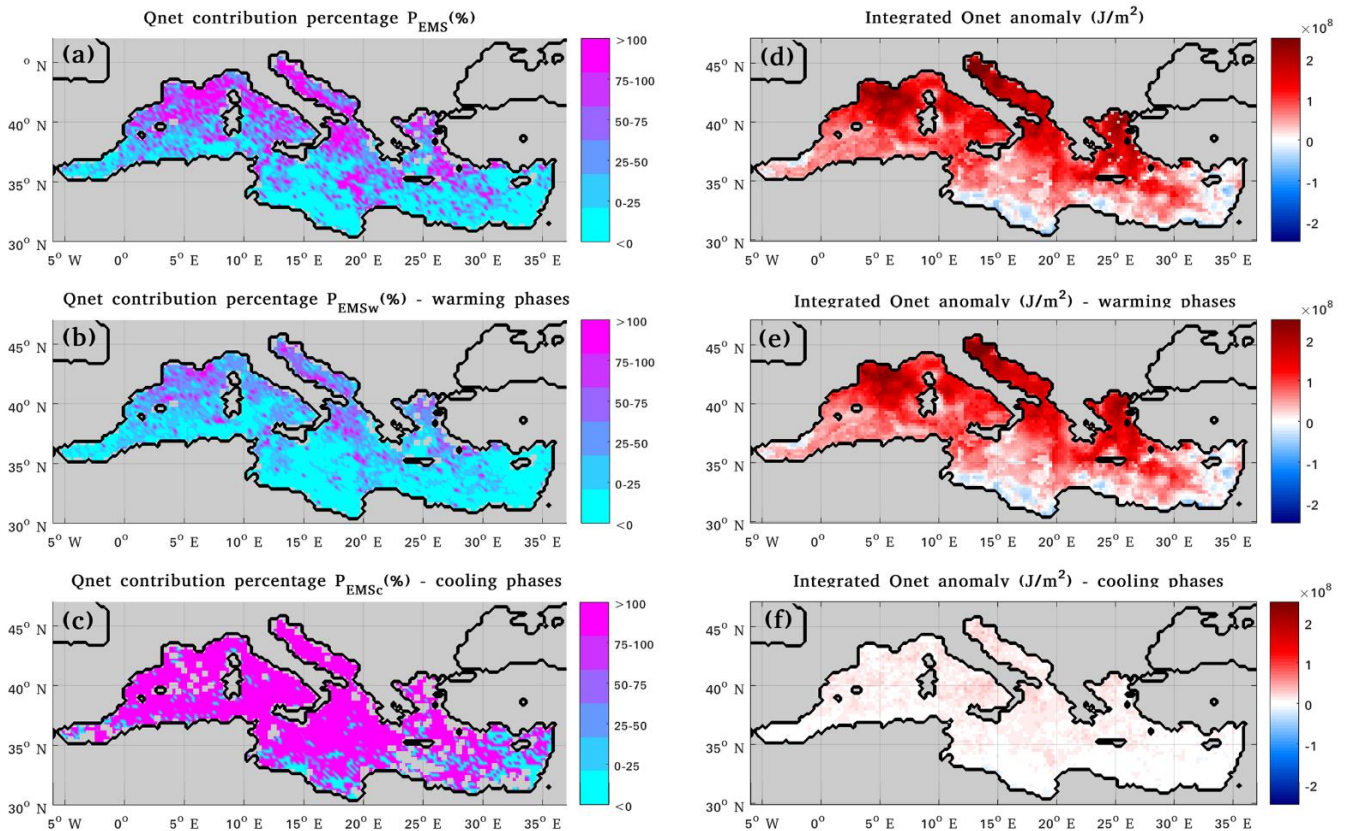 Qnet contribution percentage P_EMS(%)
(a)
° N
40° N
35° N
30° N
5° W 0° 5° E 10° E 15° E 20° E 25° E 30° E 35° E
>100
75-100
50-75
25-50
0-25
<0
Integrated Onet anomaly (J/m²)
(d)
45° N
40° N
35° N
30° N
5° W 0° 5° E 10° E 15° E 20° E 25° E 30° E 35° E
×10⁸
2
1
0
-1
-2
Qnet contribution percentage P_EMSw(%) - warming phases
(b)
45° N
40° N
35° N
30° N
5° W 0° 5° E 10° E 15° E 20° E 25° E 30° E 35° E
>100
75-100
50-75
25-50
0-25
<0
Integrated Onet anomaly (J/m²) - warming phases
(e)
45° N
40° N
35° N
30° N
5° W 0° 5° E 10° E 15° E 20° E 25° E 30° E 35° E
×10⁸
2
1
0
-1
-2
Qnet contribution percentage P_EMSc(%) - cooling phases
(c)
45° N
40° N
35° N
30° N
5° W 0° 5° E 10° E 15° E 20° E 25° E 30° E 35° E
>100
75-100
50-75
25-50
0-25
<0
Integrated Onet anomaly (J/m²) - cooling phases
(f)
45° N
40° N
35° N
30° N
5° W 0° 5° E 10° E 15° E 20° E 25° E 30° E 35° E
×10⁸
2
1
0
-1
-2